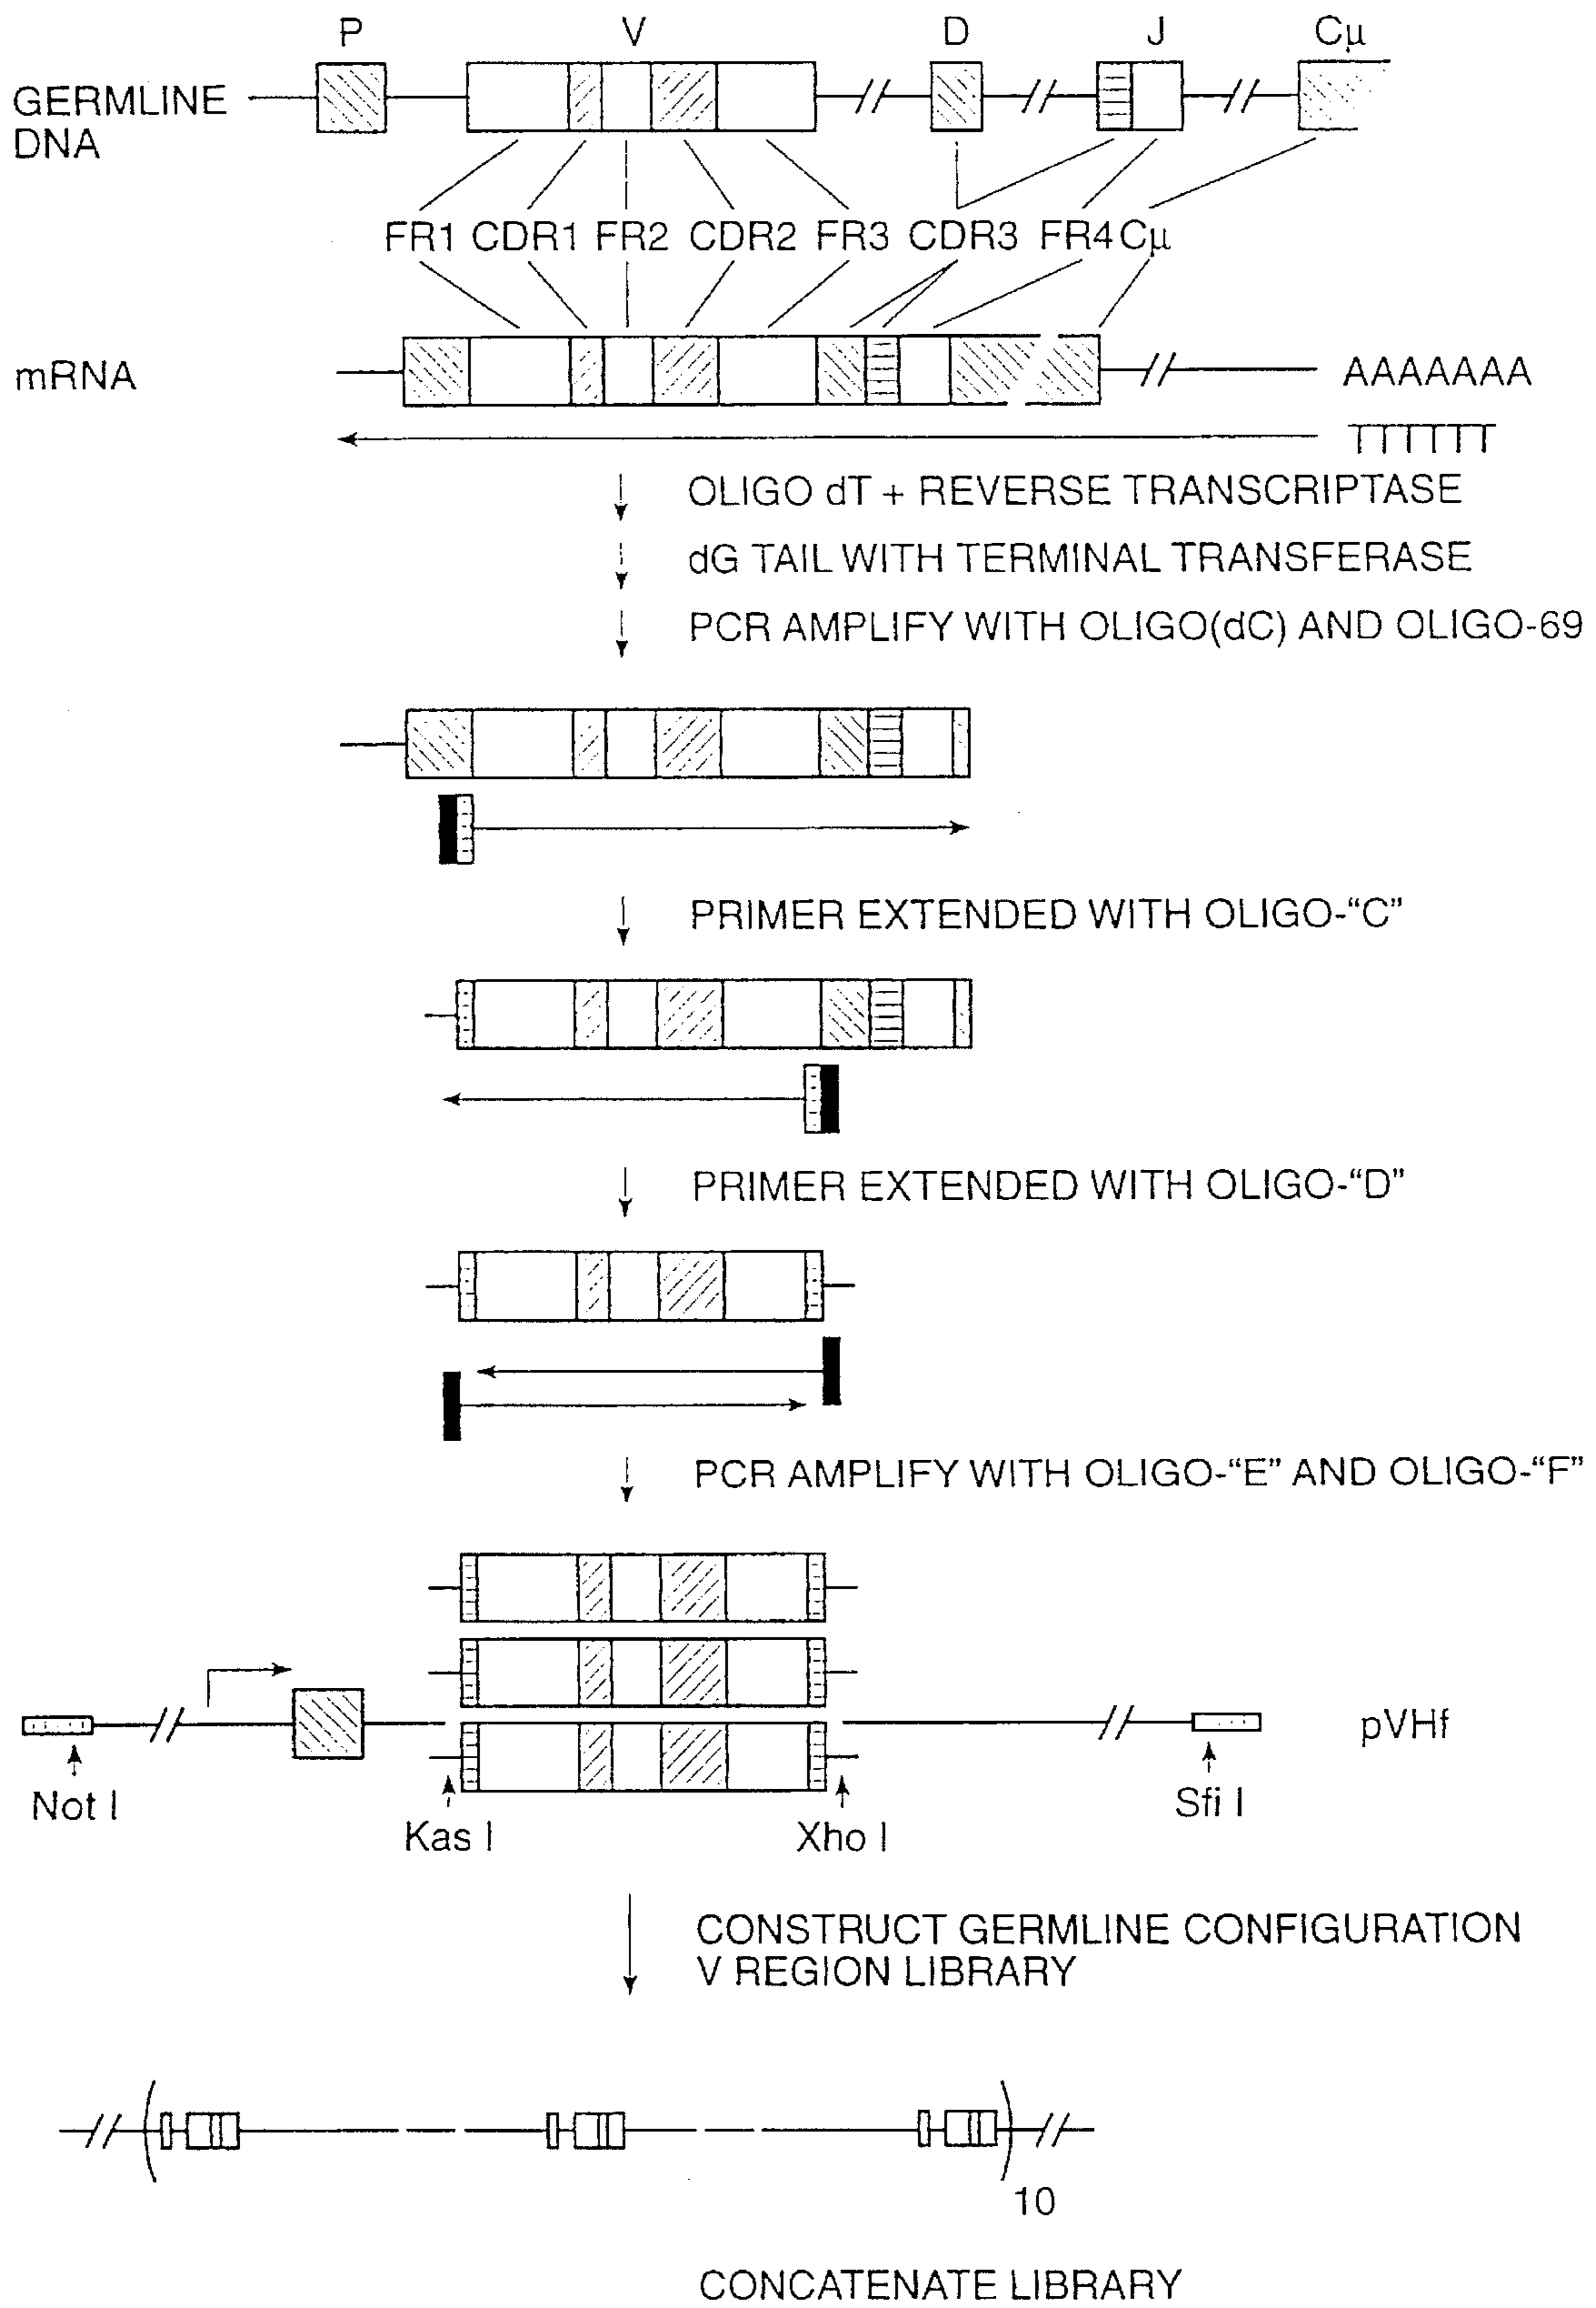 P V D J Cμ
GERMLINE
DNA
FR1 CDR1 FR2 CDR2 FR3 CDR3 FR4 Cμ
mRNA AAAAAAA
TTTTTT
OLIGO dT + REVERSE TRANSCRIPTASE
dG TAIL WITH TERMINAL TRANSFERASE
PCR AMPLIFY WITH OLIGO(dC) AND OLIGO-69
PRIMER EXTENDED WITH OLIGO-“C”
PRIMER EXTENDED WITH OLIGO-“D”
PCR AMPLIFY WITH OLIGO-“E” AND OLIGO-“F”
pVHf
Not I Sfi I
Kas I Xho I
CONSTRUCT GERMLINE CONFIGURATION
V REGION LIBRARY
10
CONCATENATE LIBRARY